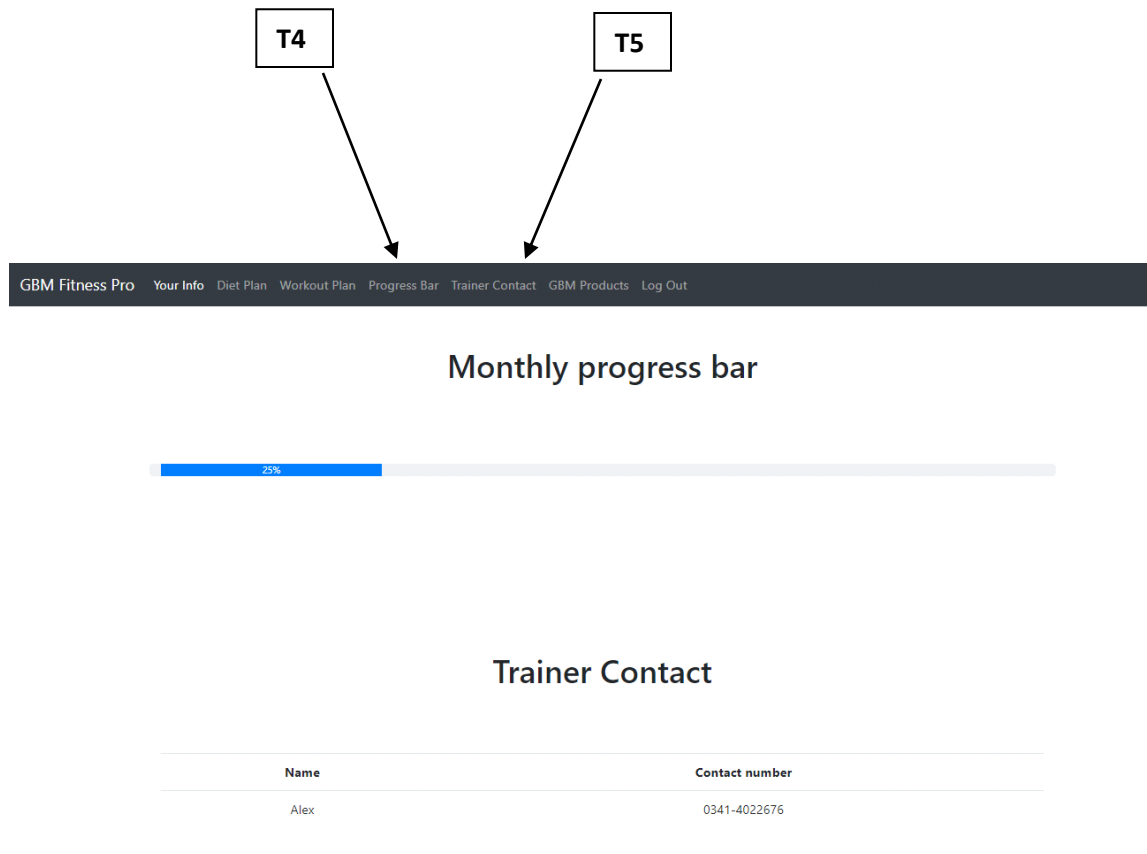 T4
T5
GBM Fitness Pro Your Info Diet Plan Workout Plan Progress Bar Trainer Contact GBM Products Log Out
Monthly progress bar
25%
Trainer Contact
Name Contact number
Alex 0341-4022676